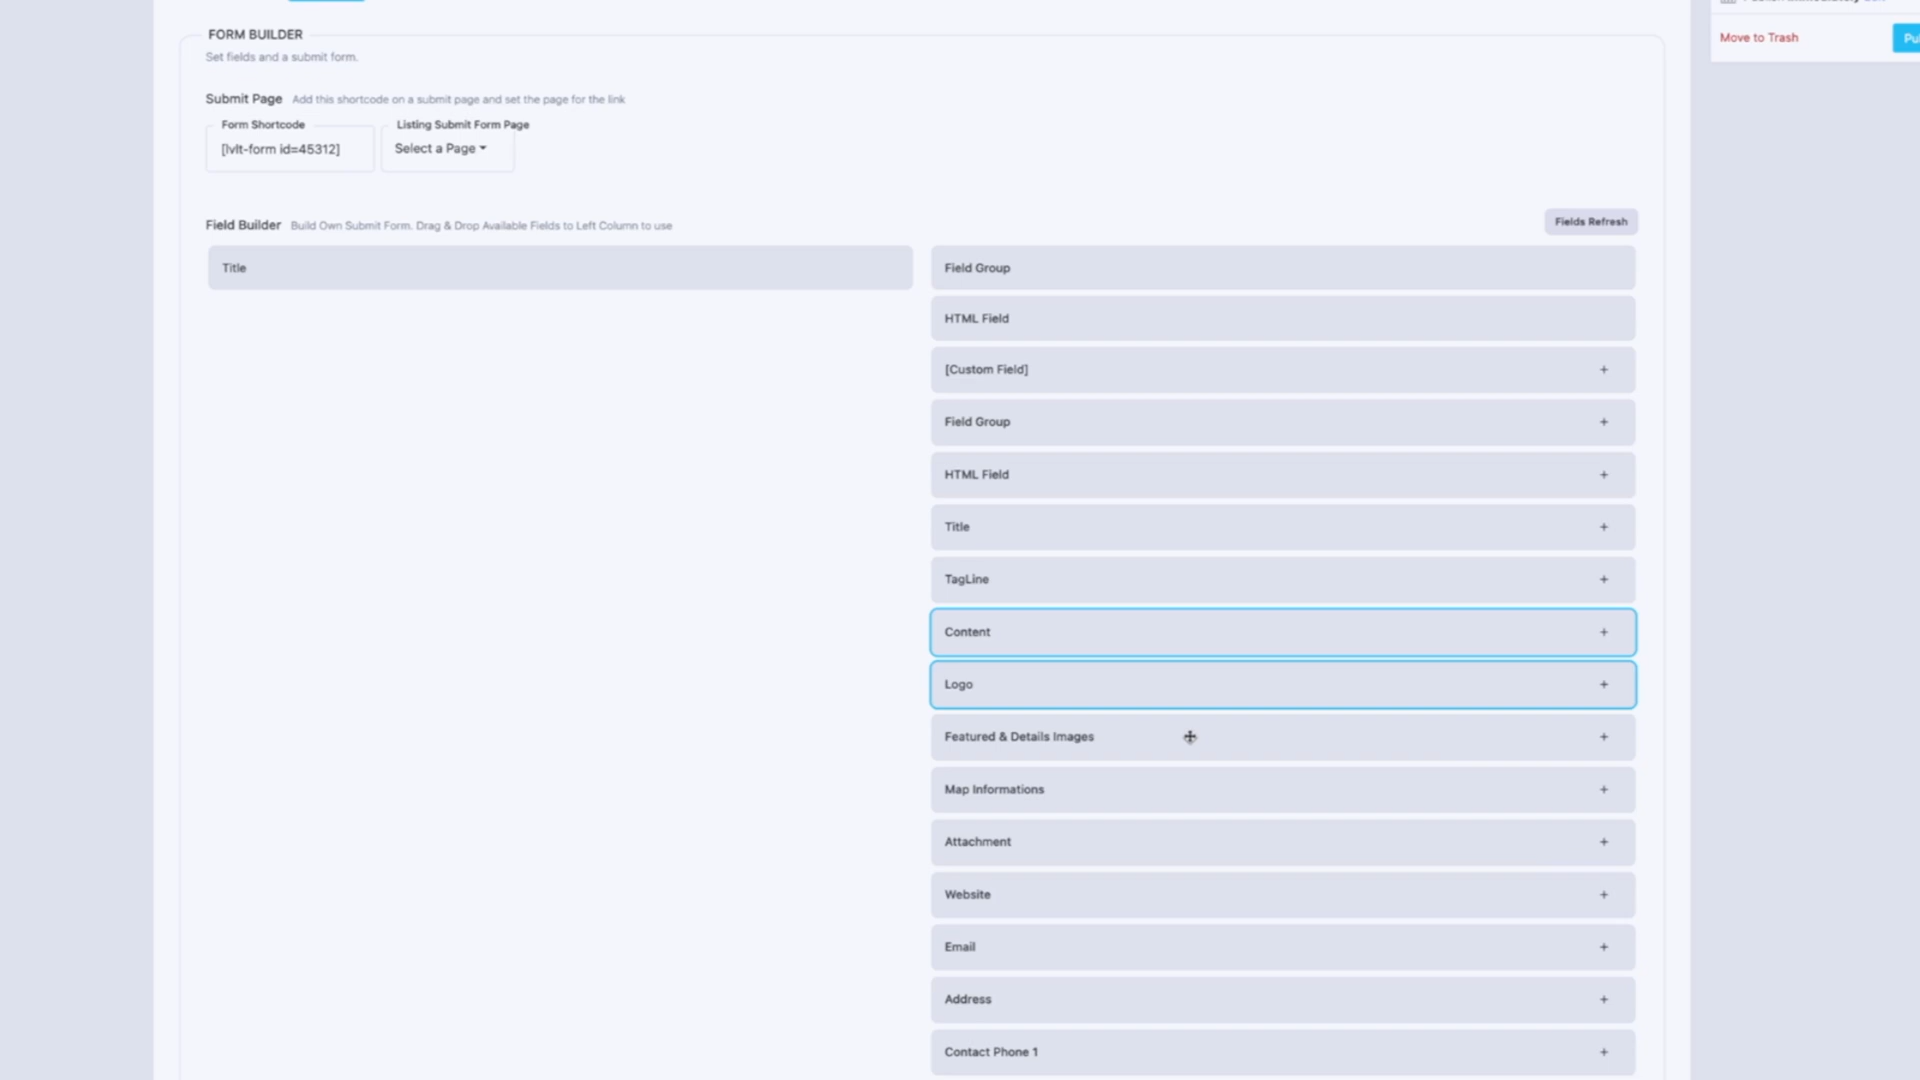 FORM BUILDER
Set fields and a submit form.
Move to Trash
Submit Page Add this shortcode on a submit page and set the page for the link
Form Shortcode
Listing Submit Form Page
[lvlt-form id=45312]
Select a Page
Field Builder Build Own Submit Form. Drag & Drop Available Fields to Left Column to use
Fields Refresh
Title
Field Group
HTML Field
[Custom Field] +
Field Group +
HTML Field +
Title +
TagLine +
Content +
Logo +
Featured & Details Images +
Map Informations +
Attachment +
Website +
Email +
Address +
Contact Phone 1 +